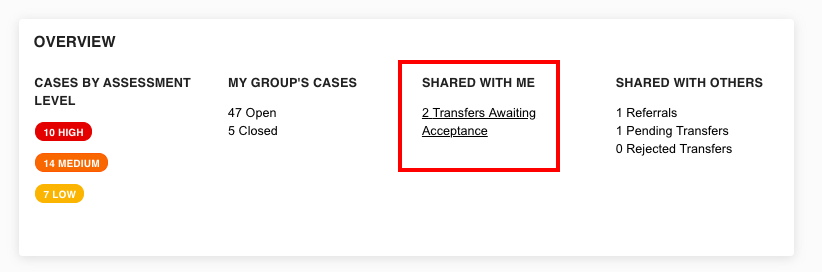 OVERVIEW
CASES BY ASSESSMENT
LEVEL
10 HIGH
14 MEDIUM
7 LOW
MY GROUP'S CASES
47 Open
5 Closed
SHARED WITH ME
2 Transfers Awaiting
Acceptance
SHARED WITH OTHERS
1 Referrals
1 Pending Transfers
0 Rejected Transfers